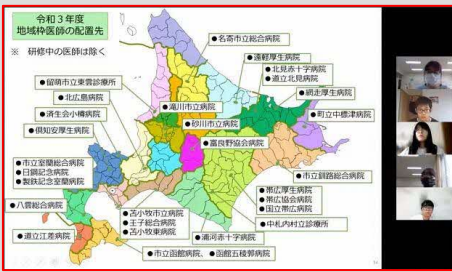 令和3年度
地域枠医師の配置先
※ 研修中の医師は除く
●名寄市立総合病院
●遠軽厚生病院
●北見赤十字病院
●道立北見病院
●留萌市立東雲診療所
●網走厚生病院
●北広島病院
●滝川市立病院
●町立中標津病院
●済生会小樽病院
●砂川市立病院
●倶知安厚生病院
●富良野協会病院
●市立室蘭総合病院
●日鋼記念病院
●製鉄記念室蘭病院
●市立釧路総合病院
●帯広厚生病院
●帯広協会病院
●国立帯広病院
●八雲総合病院
●苫小牧市立病院
●王子総合病院
●苫小牧東病院
●中札内村立診療所
●浦河赤十字病院
●道立江差病院
●市立函館病院、●函館五稜郭病院